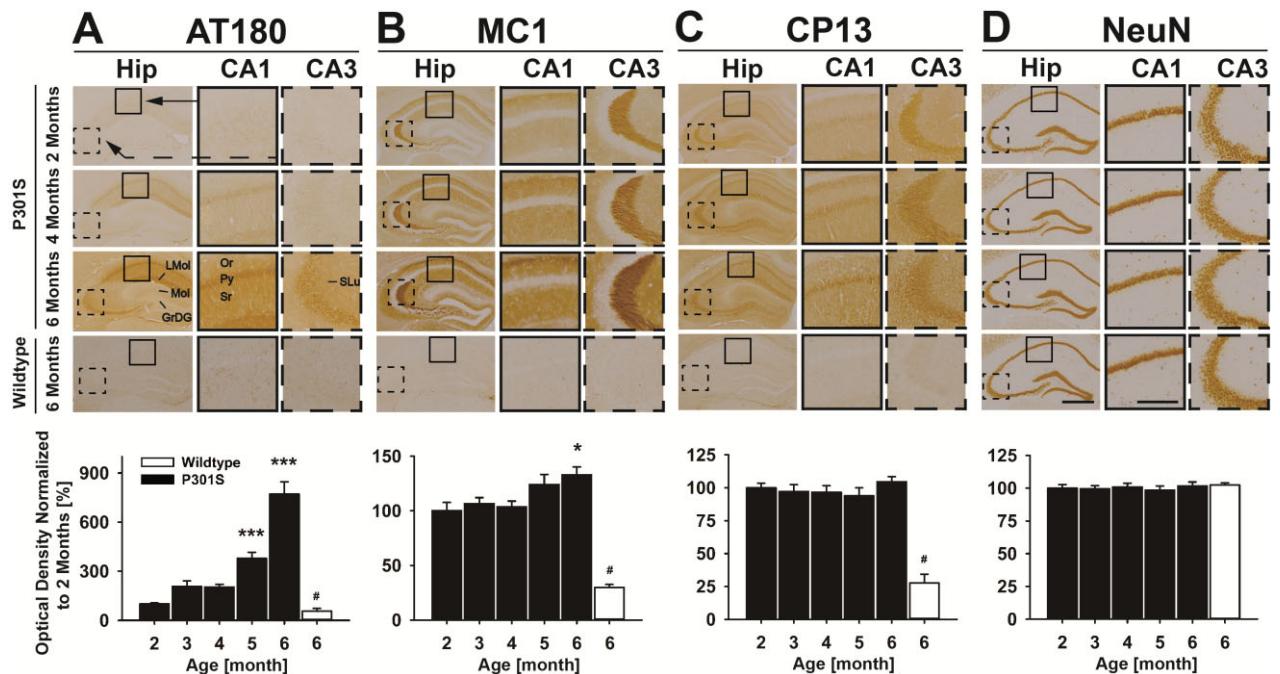 A AT180
Hip CA1 CA3
B MC1
Hip CA1 CA3
C CP13
Hip CA1 CA3
D NeuN
Hip CA1 CA3
P301S
2 Months
4 Months
6 Months
LMol
Mol
GrDG
Or
Py
Sr
SLu
Wildtype
6 Months
Optical Density Normalized
to 2 Months [%]
900
600
300
0
Wildtype
P301S
***
***
#
2 3 4 5 6 6
Age [month]
150
100
50
0
*
#
2 3 4 5 6 6
Age [month]
125
100
75
50
25
0
#
2 3 4 5 6 6
Age [month]
125
100
75
50
25
0
2 3 4 5 6 6
Age [month]